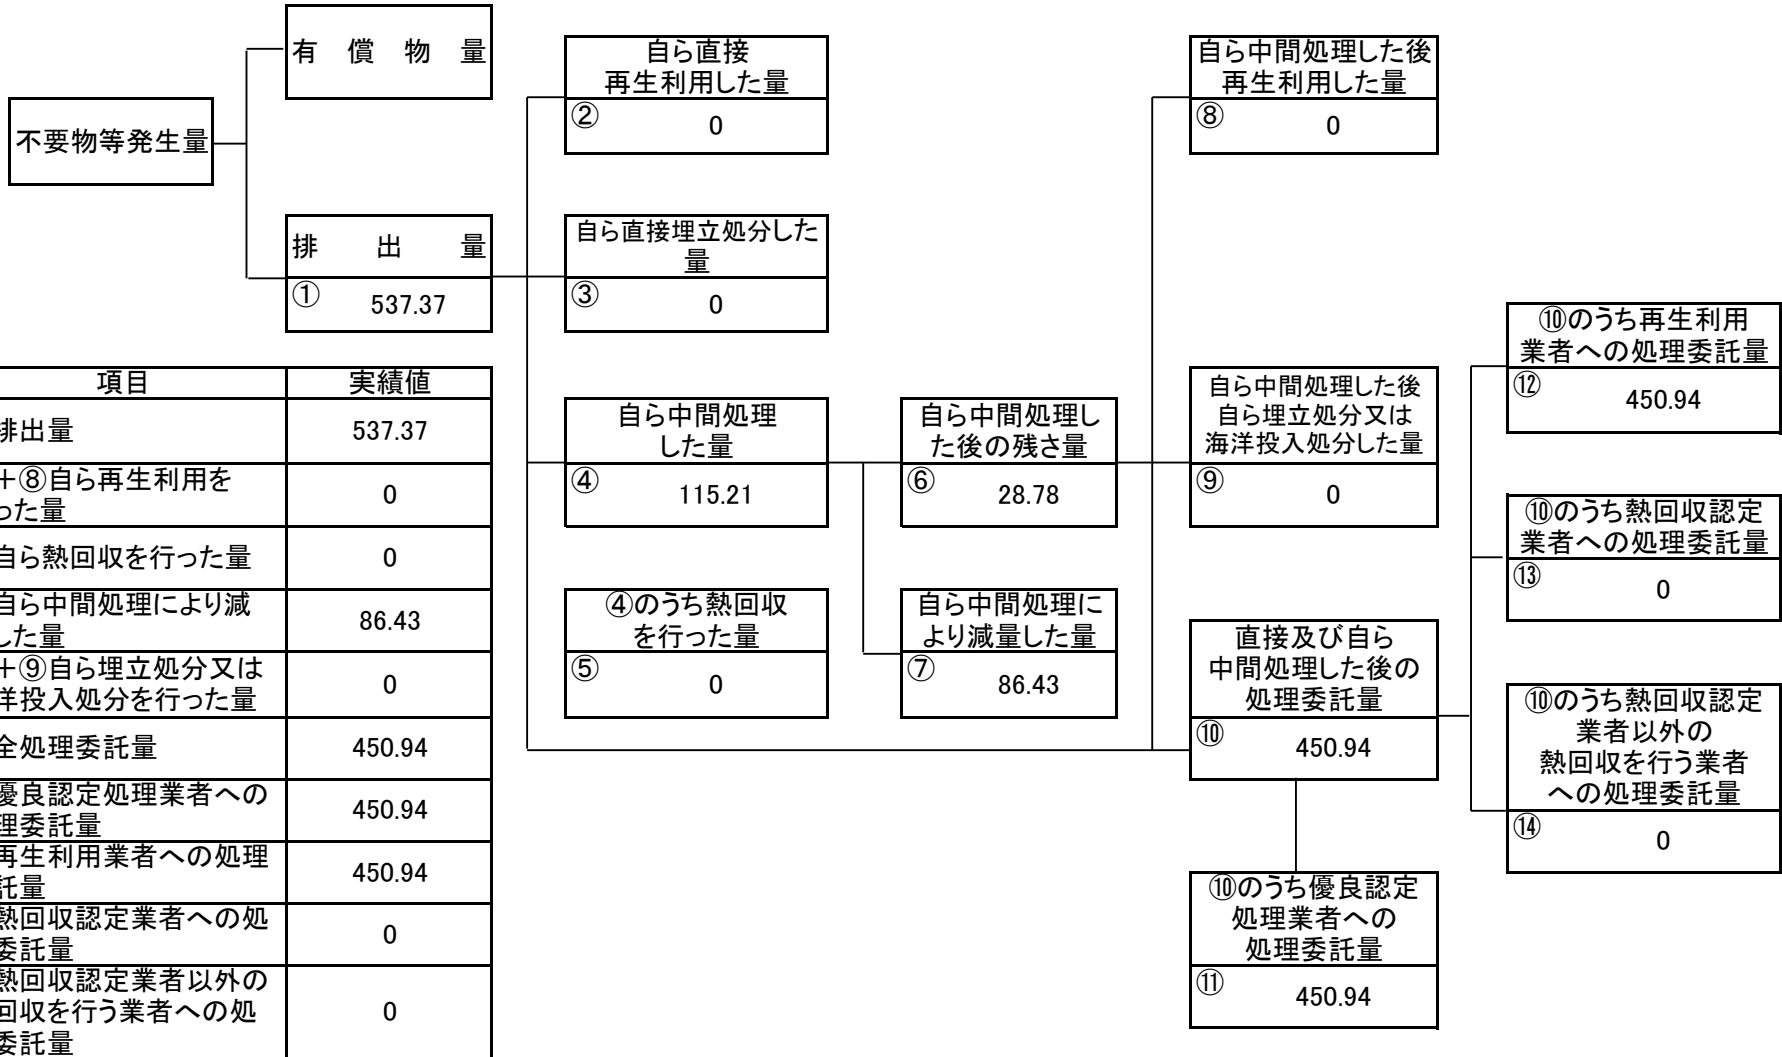 不要物等発生量
有償物量
排出量
① 537.37
自ら直接
再生利用した量
② 0
自ら直接埋立処分した
量
③ 0
自ら中間処理
した量
④ 115.21
④のうち熱回収
を行った量
⑤ 0
自ら中間処理し
た後の残さ量
⑥ 28.78
自ら中間処理に
より減量した量
⑦ 86.43
自ら中間処理した後
再生利用した量
⑧ 0
自ら中間処理した後
自ら埋立処分又は
海洋投入処分した量
⑨ 0
直接及び自ら
中間処理した後の
処理委託量
⑩ 450.94
⑩のうち優良認定
処理業者への
処理委託量
⑪ 450.94
⑩のうち再生利用
業者への処理委託量
⑫ 450.94
⑩のうち熱回収認定
業者への処理委託量
⑬ 0
⑩のうち熱回収認定
業者以外の
熱回収を行う業者
への処理委託量
⑭ 0
項目 実績値
排出量 537.37
+⑧自ら再生利用を
った量 0
自ら熱回収を行った量 0
自ら中間処理により減
した量 86.43
+⑨自ら埋立処分又は
洋投入処分を行った量 0
全処理委託量 450.94
優良認定処理業者への
理委託量 450.94
再生利用業者への処理
託量 450.94
熱回収認定業者への処
委託量 0
熱回収認定業者以外の
回収を行う業者への処
委託量 0